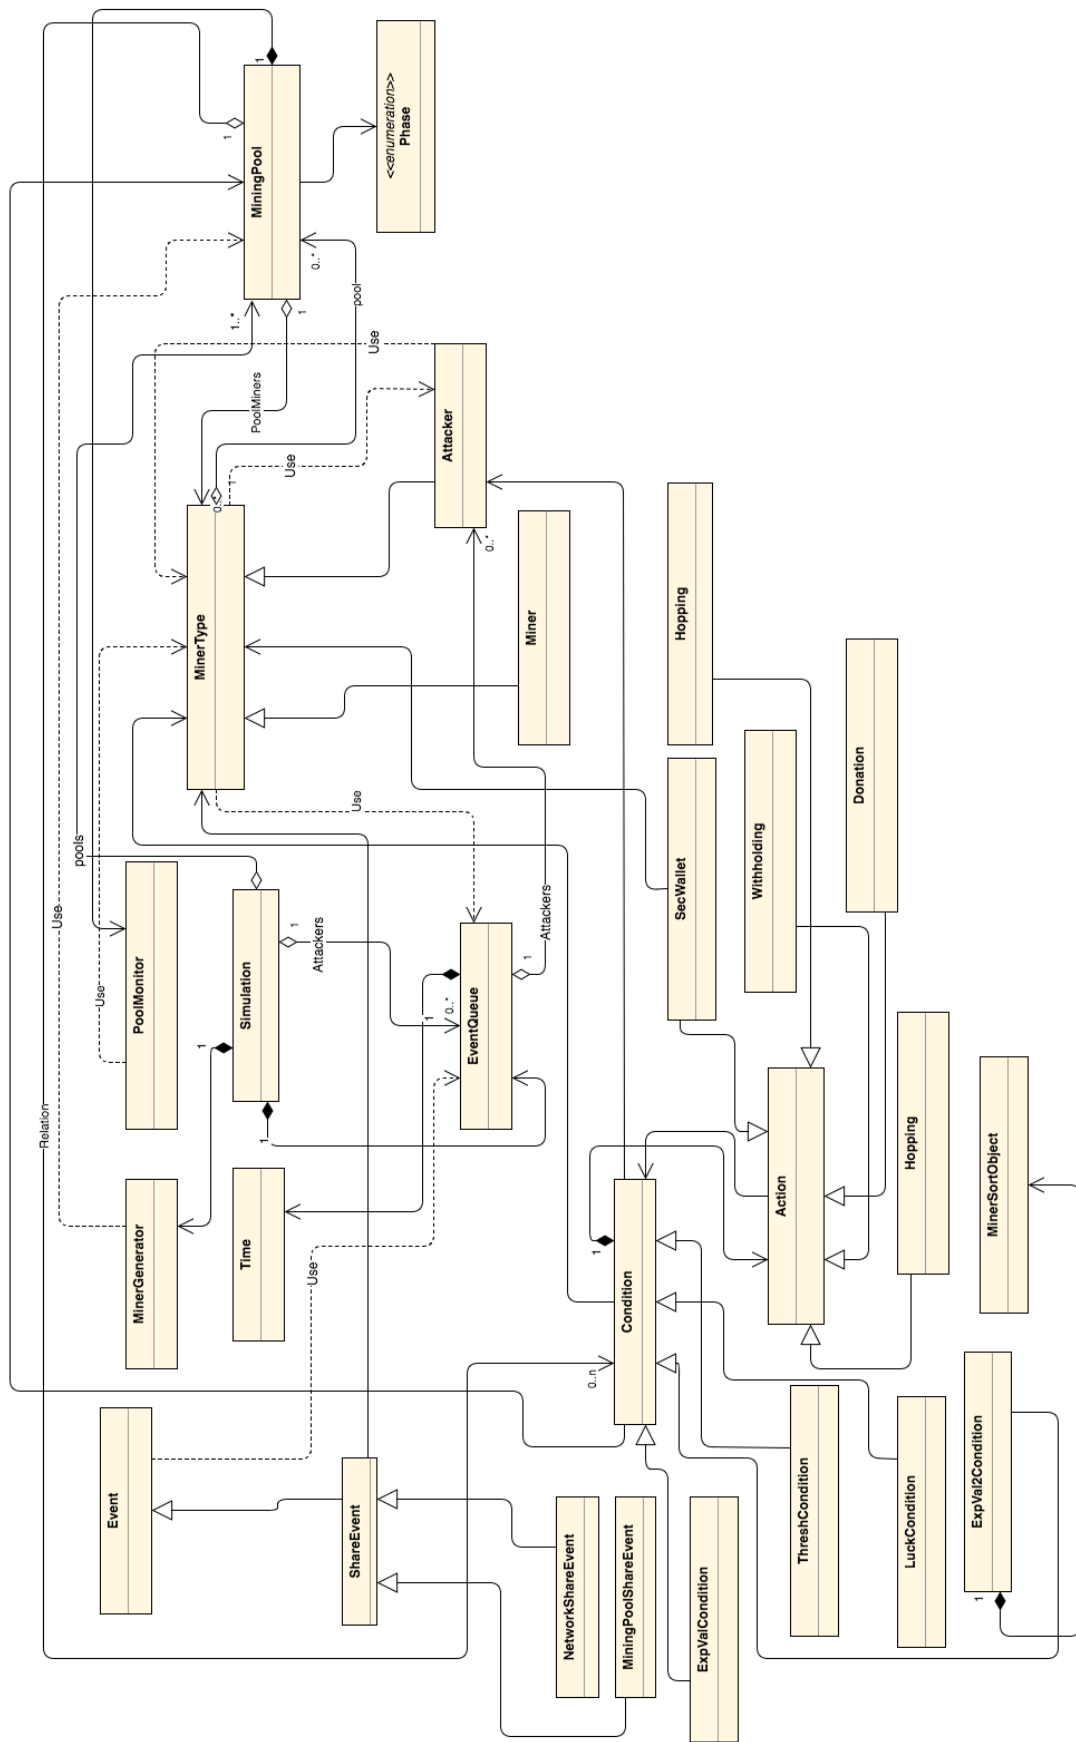 MiningPool
<<enumeration>>
Phase
1
1
0..*
1..*
1
pool
PoolMiners
Use
Use
Attacker
0..*
1
0..*
MinerType
Miner
Hopping
Donation
Withholding
SecWallet
Use
pools
Use
Use
Attackers
1
Attackers
1
PoolMonitor
Simulation
EventQueue
0..*
1
1
1
Relation
MinerGenerator
Time
Use
Condition
1
0..n
Action
Hopping
MinerSortObject
Event
ShareEvent
NetworkShareEvent
MiningPoolShareEvent
ExpValCondition
ThreshCondition
LuckCondition
ExpVal2Condition
1